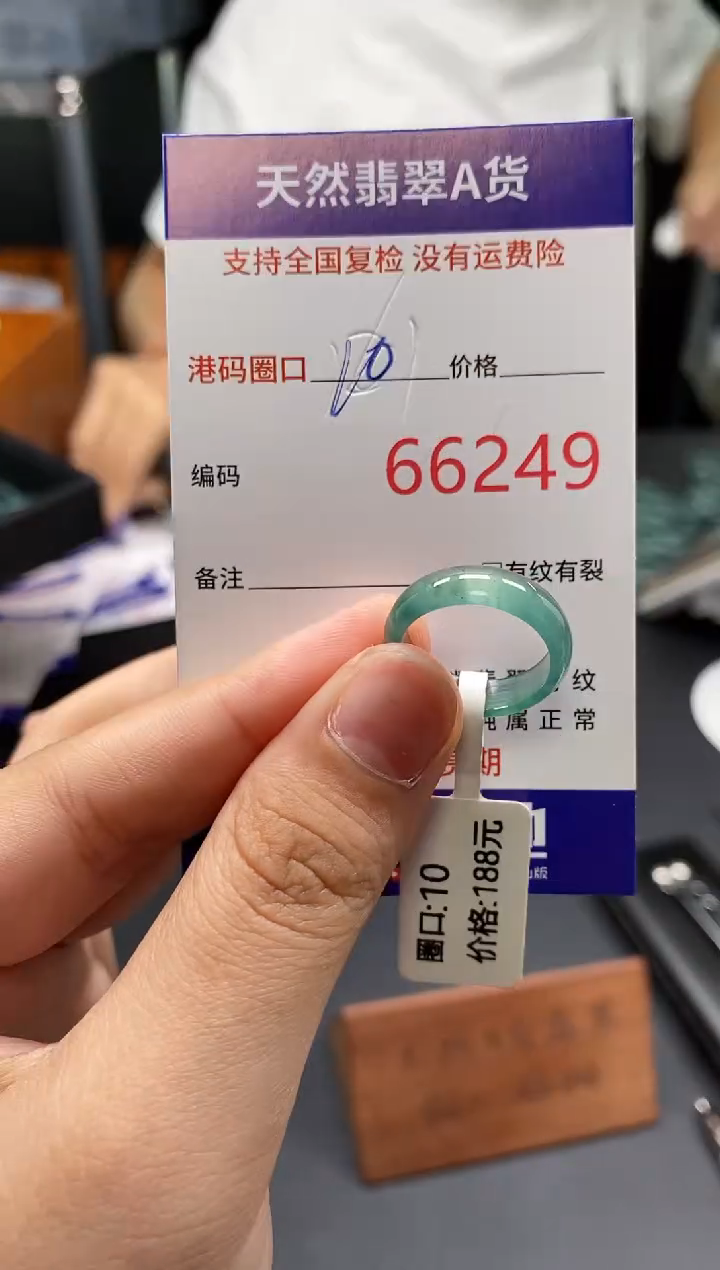 天然翡翠A货
支持全国复检 没有运费险
港码圈口 10 价格
编码 66249
备注 有纹有裂
纹
纯属正常
期
圈口:10
价格:188元